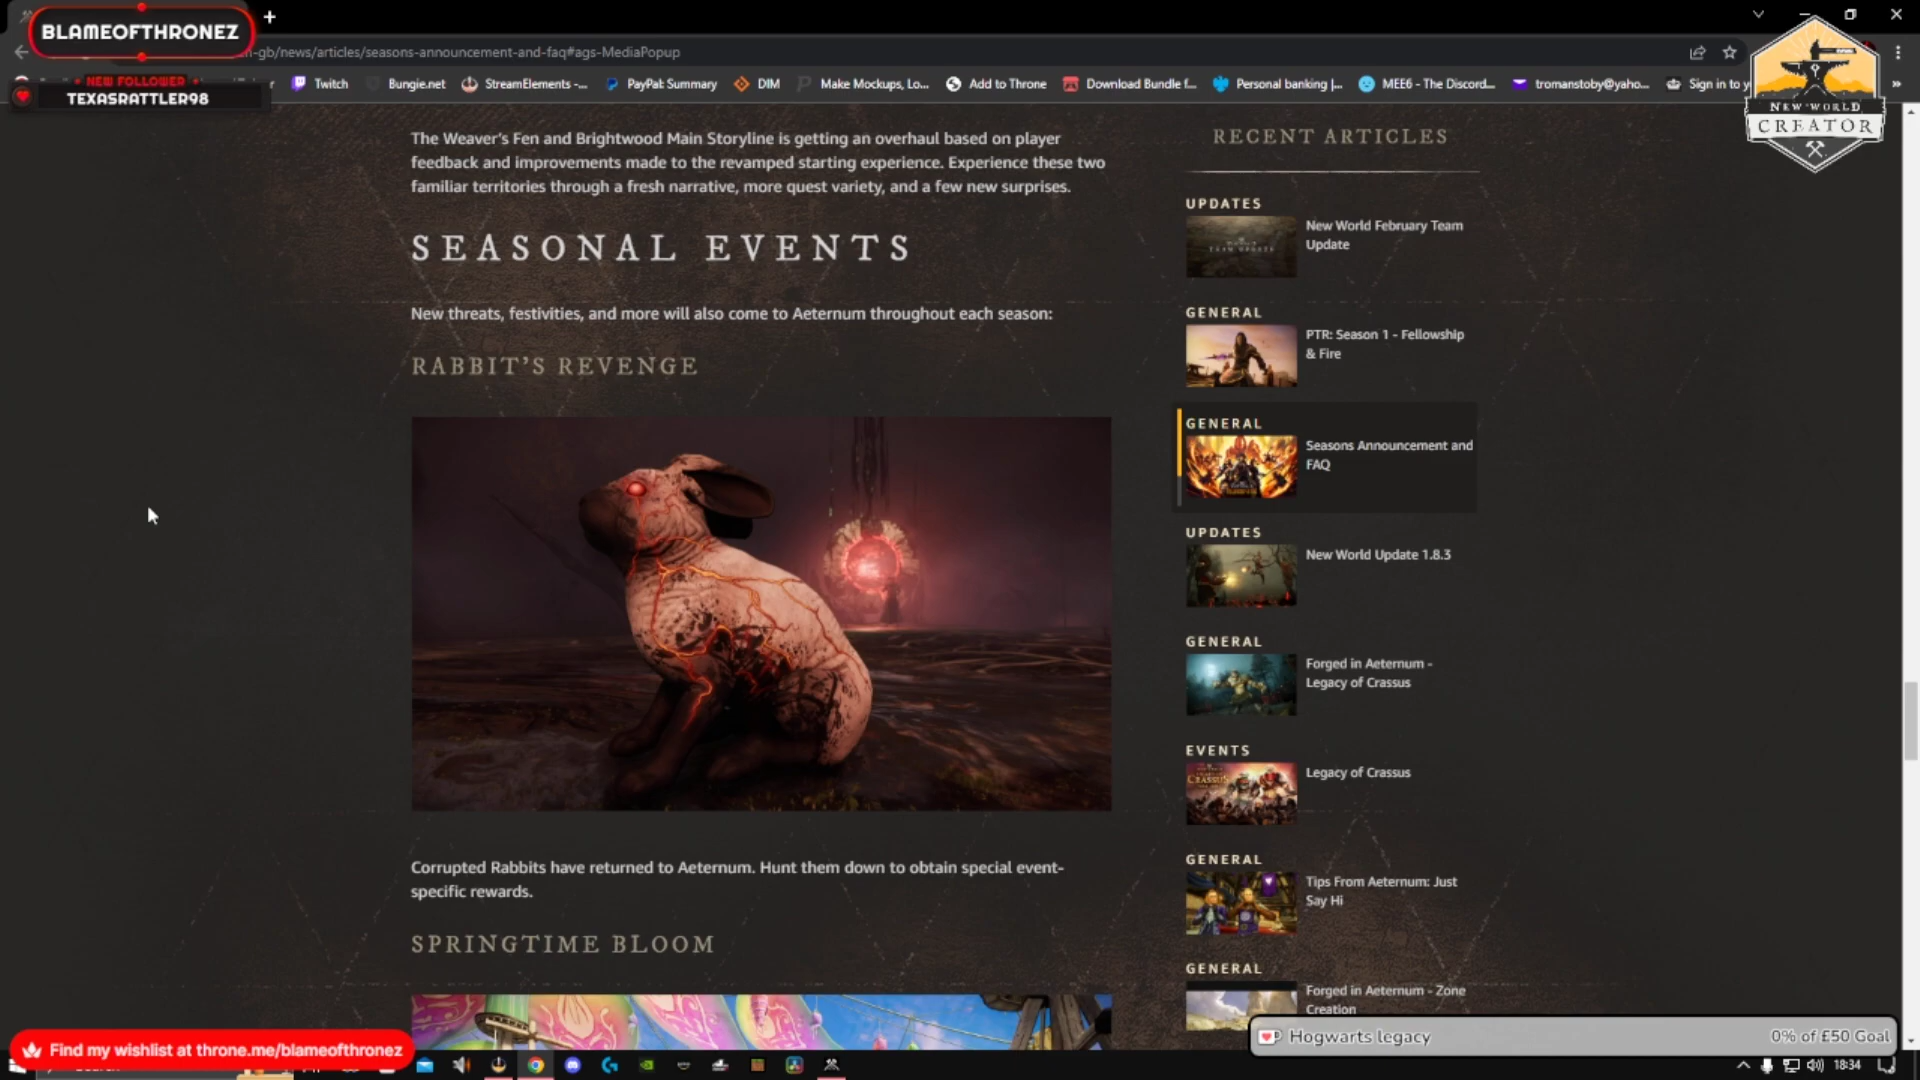 BLAMEOFTHRONEZ
NEW FOLLOWER
TEXASRATTLER98
-gb/news/articles/seasons-announcement-and-faq#ags-MediaPopup
Twitch
Bungie.net
StreamElements -...
PayPal: Summary
DIM
Make Mockups, Lo...
Add to Throne
Download Bundle f...
Personal banking |...
MEE6 - The Discord...
tromanstoby@yaho...
Sign in to y
NEW WORLD
CREATOR
The Weaver's Fen and Brightwood Main Storyline is getting an overhaul based on player
feedback and improvements made to the revamped starting experience. Experience these two
familiar territories through a fresh narrative, more quest variety, and a few new surprises.
SEASONAL EVENTS
New threats, festivities, and more will also come to Aeternum throughout each season:
RABBIT'S REVENGE
Corrupted Rabbits have returned to Aeternum. Hunt them down to obtain special event-
specific rewards.
SPRINGTIME BLOOM
RECENT ARTICLES
UPDATES
New World February Team
Update
GENERAL
PTR: Season 1 - Fellowship
& Fire
GENERAL
Seasons Announcement and
FAQ
UPDATES
New World Update 1.8.3
GENERAL
Forged in Aeternum -
Legacy of Crassus
EVENTS
CRASSUS
Legacy of Crassus
GENERAL
Tips From Aeternum: Just
Say Hi
GENERAL
Forged in Aeternum - Zone
Creation
Find my wishlist at throne.me/blameofthronez
Hogwarts legacy
0% of £50 Goal
18:34